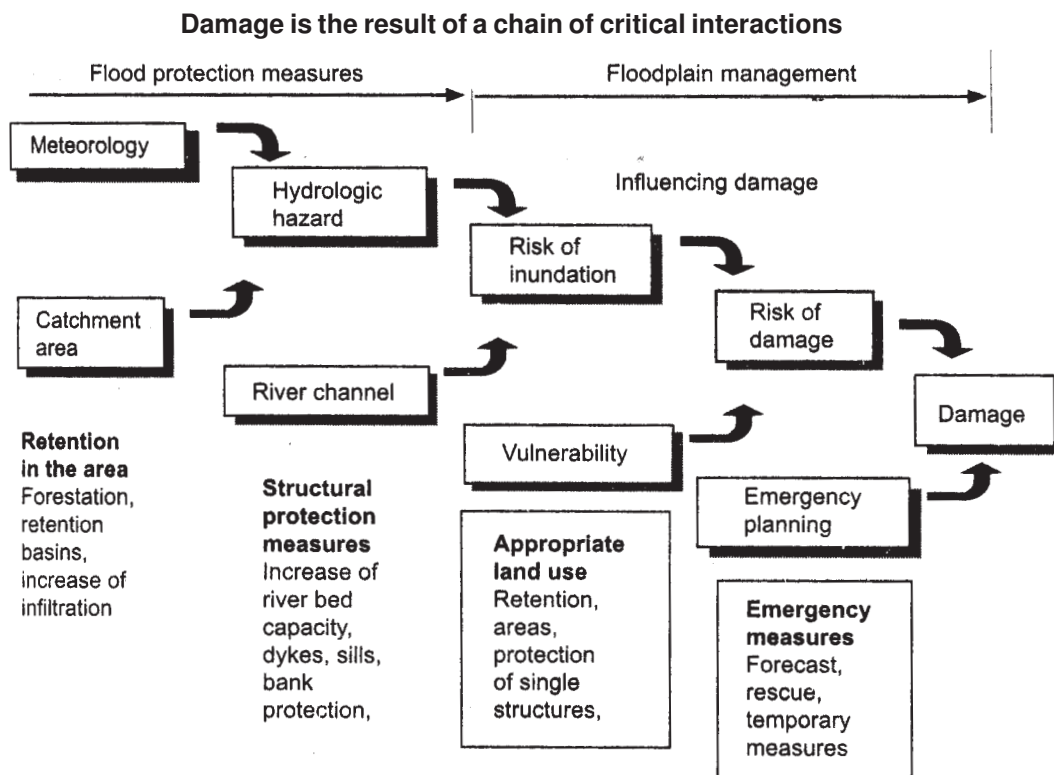 Damage is the result of a chain of critical interactions
Flood protection measures
Floodplain management
Meteorology
Hydrologic
hazard
Influencing damage
Risk of
inundation
Catchment
area
Risk of
damage
River channel
Damage
Vulnerability
Emergency
planning
Retention
in the area
Forestation,
retention
basins,
increase of
infiltration
Structural
protection
measures
Increase of
river bed
capacity,
dykes, sills,
bank
protection,
Appropriate
land use
Retention,
areas,
protection
of single
structures,
Emergency
measures
Forecast,
rescue,
temporary
measures